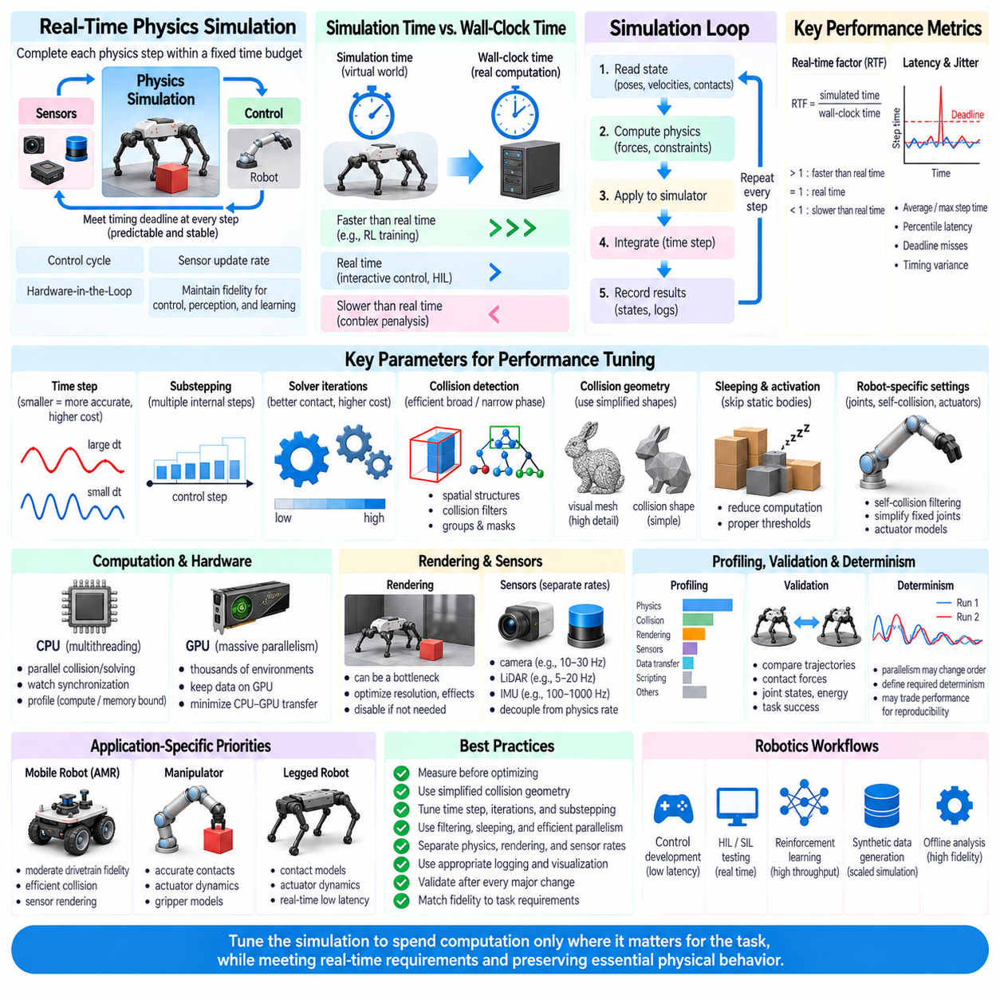 Real-Time Physics Simulation
Complete each physics step within a fixed time budget
Sensors
Physics
Simulation
Control
Robot
Meet timing deadline at every step
(predictable and stable)
Control cycle
Sensor update rate
Hardware-in-the-Loop
Maintain fidelity for
control, perception, and learning
Simulation Time vs. Wall-Clock Time
Simulation time
(virtual world)
Wall-clock time
(real computation)
Faster than real time
(e.g., RL training)
Real time
(interactive control, HIL)
Slower than real time
(contɒlex penalysis)
Simulation Loop
1. Read state
(poses, velocities, contacts)
2. Compute physics
(forces, constraints)
3. Apply to simulator
4. Integrate (time step)
5. Record results
(states, logs)
Repeat
every
step
Key Performance Metrics
Real-time factor (RTF)
RTF = simulated time
wall-clock time
> 1 : faster than real time
= 1 : real time
< 1 : slower than real time
Latency & Jitter
Step time
Deadline
Time
• Average / max step time
• Percentile latency
• Deadline misses
• Timing variance
Key Parameters for Performance Tuning
Time step
(smaller = more accurate,
higher cost)
large dt
small dt
Substepping
(multiple internal steps)
control step
Solver iterations
(better contact, higher cost)
low
high
Collision detection
(efficient broad / narrow phase)
• spatial structures
• collision filters
• groups & masks
Collision geometry
(use simplified shapes)
visual mesh
(high detail)
collision shape
(simple)
Sleeping & activation
(skip static bodies)
z z Z Z Z
• reduce computation
• proper thresholds
Robot-specific settings
(joints, self-collision, actuators)
• self-collision filtering
• simplify fixed joints
• actuator models
Computation & Hardware
CPU (multithreading)
• parallel collision/solving
• watch synchronization
• profile (compute / memory bound)
GPU (massive parallelism)
• thousands of environments
• keep data on GPU
• minimize CPU–GPU transfer
Rendering & Sensors
Rendering
• can be a bottleneck
• optimize resolution, effects
• disable if not needed
Sensors (separate rates)
• camera (e.g., 10–30 Hz)
• LiDAR (e.g., 5–20 Hz)
• IMU (e.g., 100–1000 Hz)
• decouple from physics rate
Profiling, Validation & Determinism
Profiling
Physics
Collision
Rendering
Sensors
Data transfer
Scripting
Others
Validation
• compare trajectories
• contact forces
• joint states, energy
• task success
Determinism
Run 1
Run 2
• parallelism may change order
• define required determinism
• may trade performance
for reproducibility
Application-Specific Priorities
Mobile Robot (AMR)
• moderate drivetrain fidelity
• efficient collision
• sensor rendering
Manipulator
• accurate contacts
• actuator dynamics
• gripper models
Legged Robot
• contact models
• actuator dynamics
• real-time low latency
Best Practices
Measure before optimizing
Use simplified collision geometry
Tune time step, iterations, and substepping
Use filtering, sleeping, and efficient parallelism
Separate physics, rendering, and sensor rates
Use appropriate logging and visualization
Validate after every major change
Match fidelity to task requirements
Robotics Workflows
Control
development
(low latency)
HIL / SIL
testing
(real time)
Reinforcement
learning
(high throughput)
Synthetic data
generation
(scaled simulation)
Offline analysis
(high fidelity)
Tune the simulation to spend computation only where it matters for the task,
while meeting real-time requirements and preserving essential physical behavior.